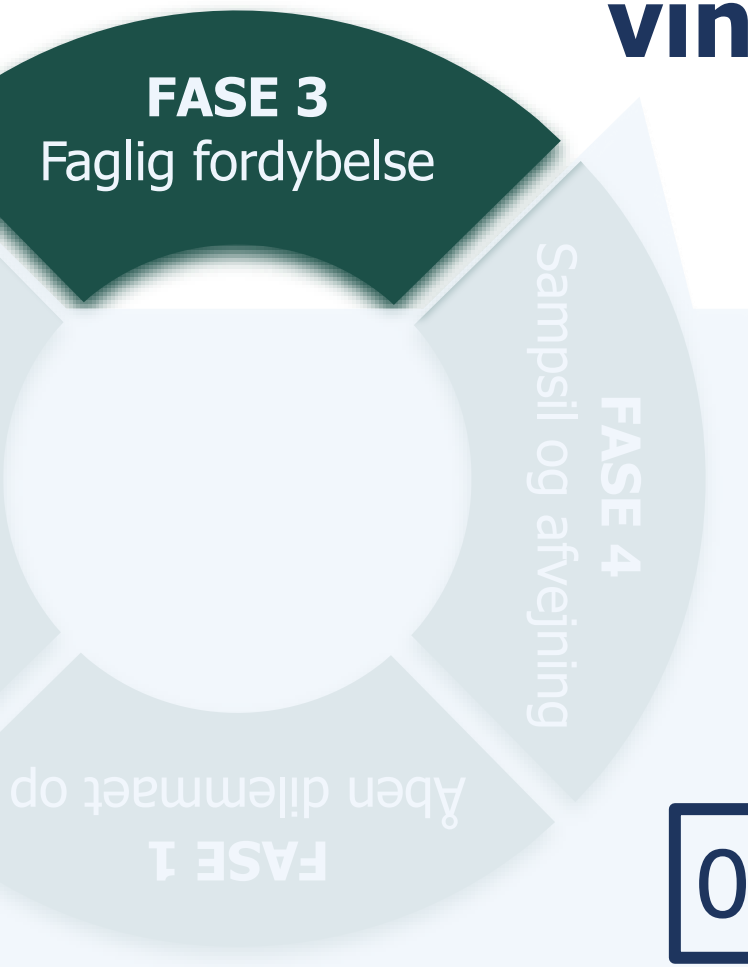 vin
FASE 3
Faglig fordybelse
FASE 4
Sampsil og afvejning
Åben dilemmaet op
FASE 1
0